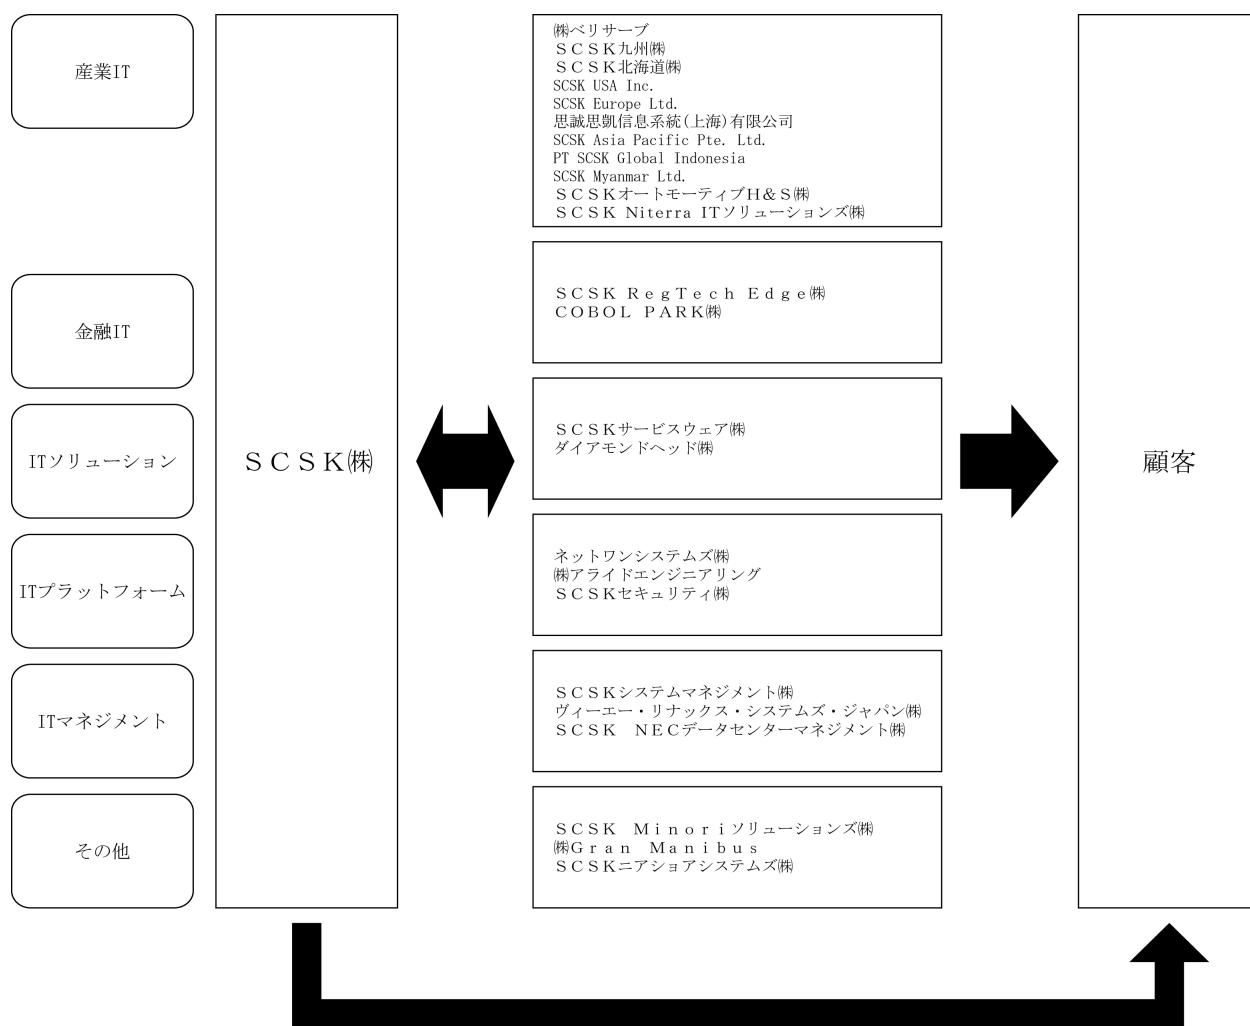 産業IT
金融IT
ITソリューション
ITプラットフォーム
ITマネジメント
その他
ＳＣＳＫ㈱
㈱ベリサーブ
ＳＣＳＫ九州㈱
ＳＣＳＫ北海道㈱
SCSK USA Inc.
SCSK Europe Ltd.
思誠思凱信息系統(上海)有限公司
SCSK Asia Pacific Pte. Ltd.
PT SCSK Global Indonesia
SCSK Myanmar Ltd.
ＳＣＳＫオートモーティブＨ＆Ｓ㈱
ＳＣＳＫ Ｎｉｔｅｒｒａ ＩＴソリューションズ㈱
ＳＣＳＫ ＲｅｇＴｅｃｈ Ｅｄｇｅ㈱
ＣＯＢＯＬ ＰＡＲＫ㈱
ＳＣＳＫサービスウェア㈱
ダイアモンドヘッド㈱
ネットワンシステムズ㈱
㈱アライドエンジニアリング
ＳＣＳＫセキュリティ㈱
ＳＣＳＫシステムマネジメント㈱
ヴィーエー・リナックス・システムズ・ジャパン㈱
ＳＣＳＫ　ＮＥＣデータセンターマネジメント㈱
ＳＣＳＫ　Ｍｉｎｏｒｉソリューションズ㈱
㈱Ｇｒａｎ　Ｍａｎｉｂｕｓ
ＳＣＳＫニアショアシステムズ㈱
顧客